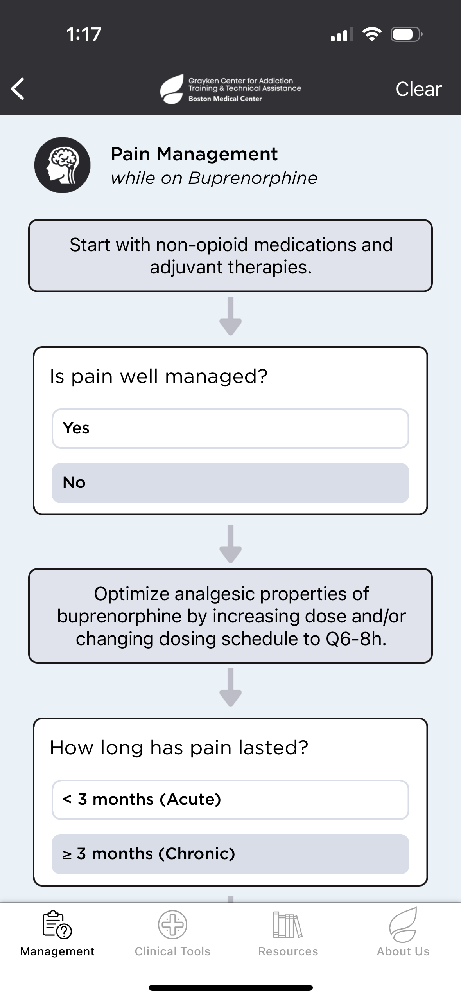 1:17
Grayken Center for Addiction
Training & Technical Assistance
Boston Medical Center
Clear
Pain Management
while on Buprenorphine
Start with non-opioid medications and
adjuvant therapies.
Is pain well managed?
Yes
No
Optimize analgesic properties of
buprenorphine by increasing dose and/or
changing dosing schedule to Q6-8h.
How long has pain lasted?
< 3 months (Acute)
≥ 3 months (Chronic)
Management
Clinical Tools
Resources
About Us